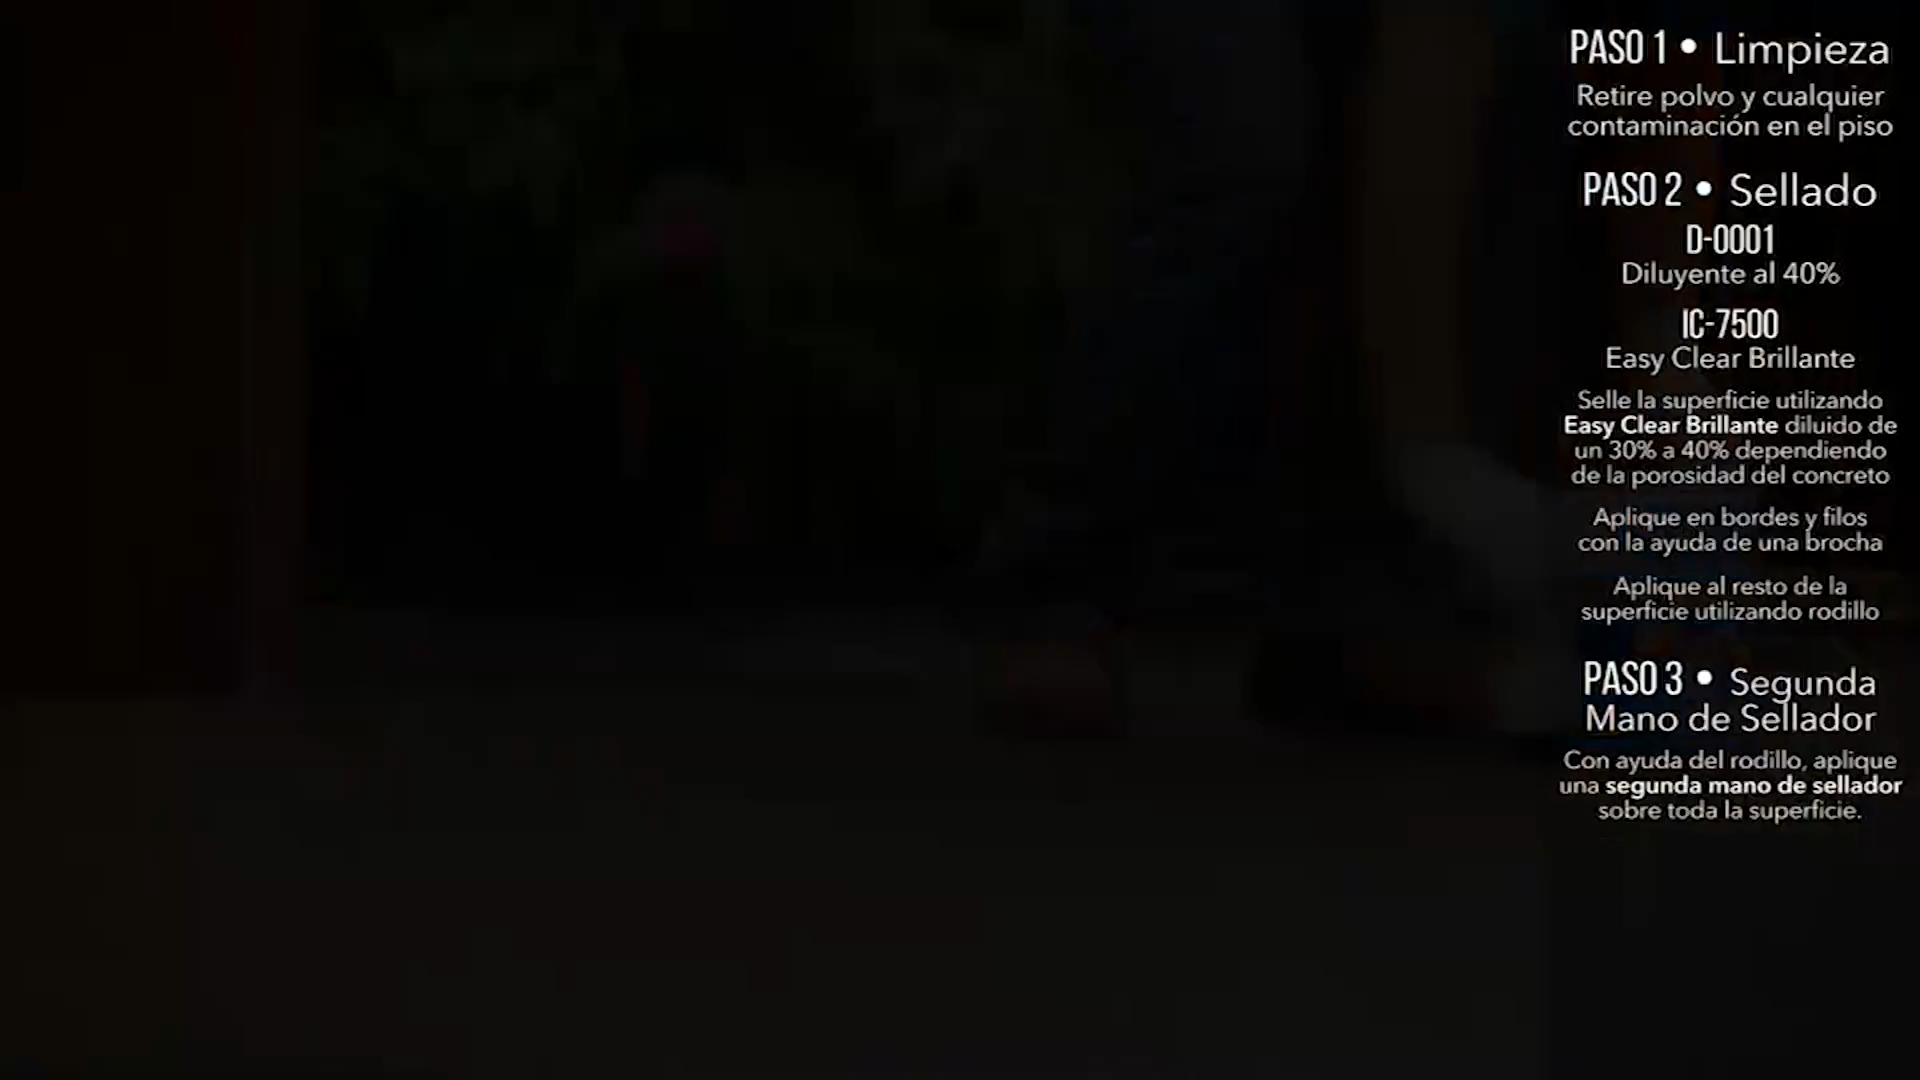 PASO 1 • Limpieza
Retire polvo y cualquier
contaminación en el piso
PASO 2 • Sellado
D-0001
Diluyente al 40%
IC-7500
Easy Clear Brillante
Selle la superficie utilizando
Easy Clear Brillante diluido de
un 30% a 40% dependiendo
de la porosidad del concreto
Aplique en bordes y filos
con la ayuda de una brocha
Aplique al resto de la
superficie utilizando rodillo
PASO 3 • Segunda
Mano de Sellador
Con ayuda del rodillo, aplique
una segunda mano de sellador
sobre toda la superficie.